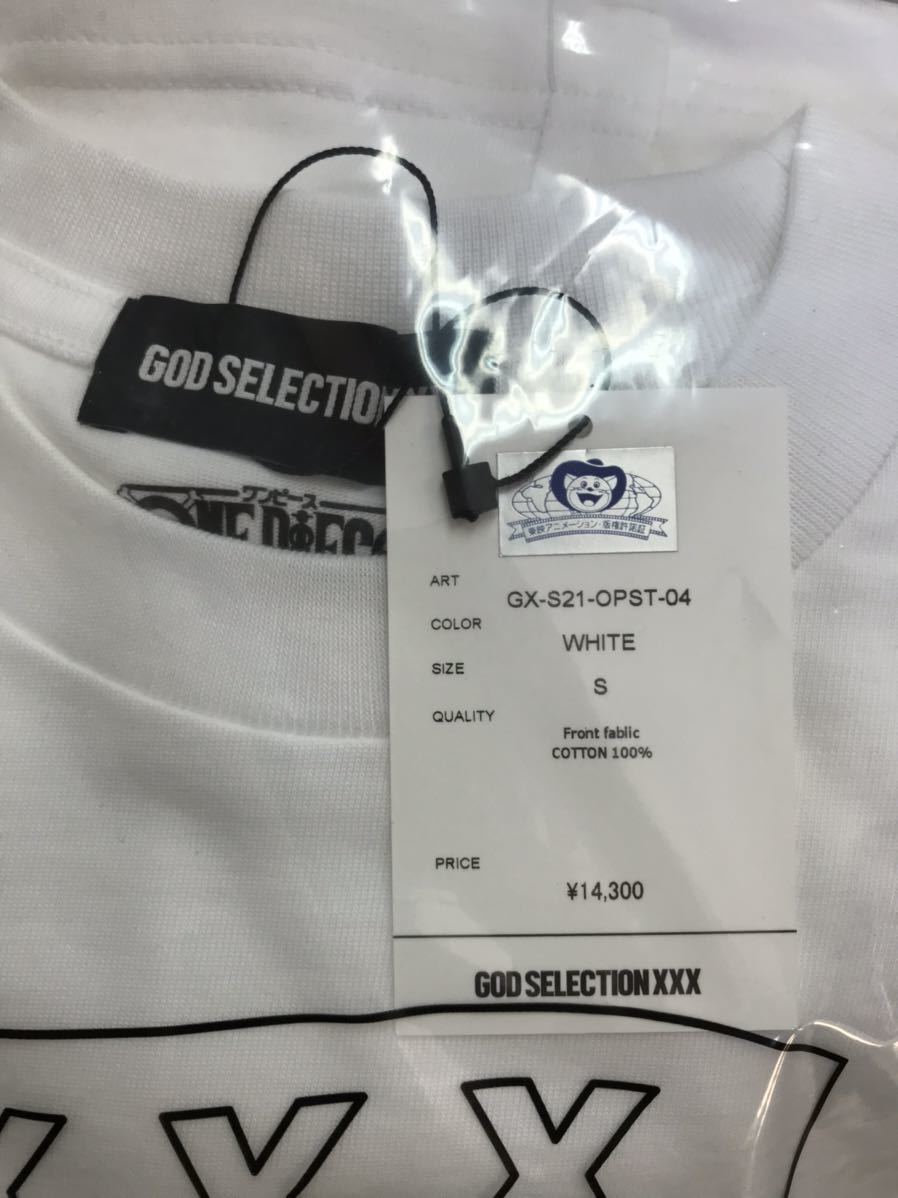 GOD SELECTION
ワンピース
ONE PIECE
東映アニメーション・版権許諾証
ART GX-S21-OPST-04
COLOR WHITE
SIZE S
QUALITY Front fablic
COTTON 100%
PRICE
¥14,300
GOD SELECTION XXX
X X X